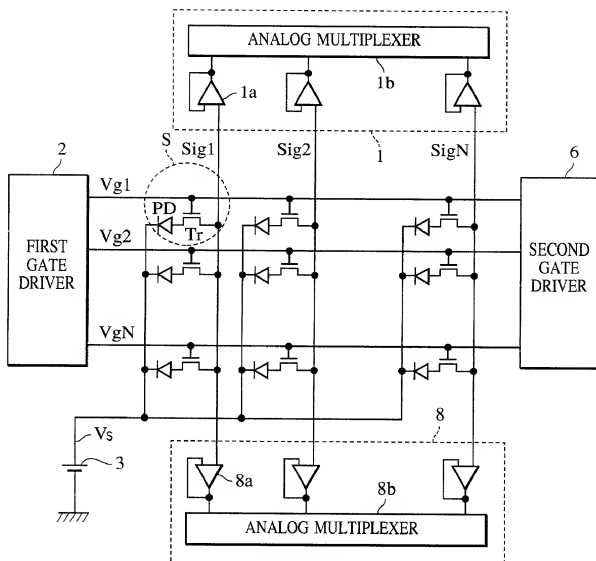 ANALOG MULTIPLEXER
1a
1b
2
S
Sig1
Sig2
1
SigN
6
Vg1
PD
Tr
Vg2
FIRST
GATE
DRIVER
SECOND
GATE
DRIVER
VgN
Vs
3
8
8a
8b
ANALOG MULTIPLEXER